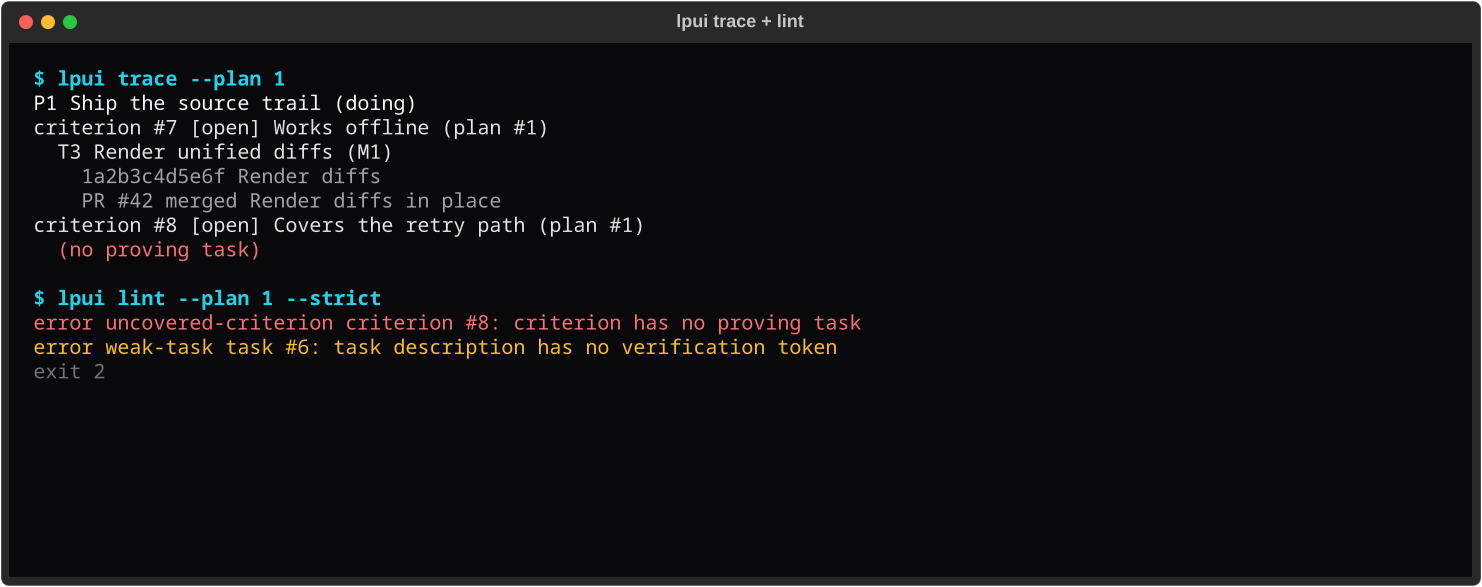 lpui trace + lint
$ lpui trace --plan 1
P1 Ship the source trail (doing)
criterion #7 [open] Works offline (plan #1)
  T3 Render unified diffs (M1)
    1a2b3c4d5e6f Render diffs
    PR #42 merged Render diffs in place
criterion #8 [open] Covers the retry path (plan #1)
  (no proving task)
$ lpui lint --plan 1 --strict
error uncovered-criterion criterion #8: criterion has no proving task
error weak-task task #6: task description has no verification token
exit 2